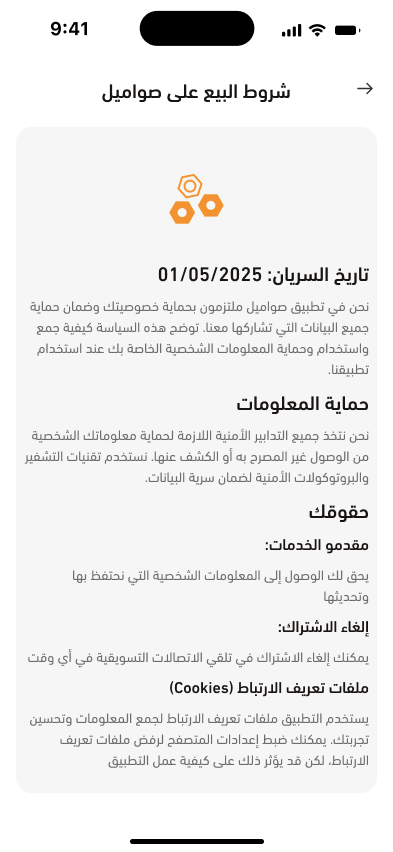 9:41
شروط البيع على صواميل
تاريخ السريان: 01/05/2025
نحن في تطبيق صواميل ملتزمون بحماية خصوصيتك وضمان حماية
جميع البيانات التي تشاركها معنا. توضح هذه السياسة كيفية جمع
واستخدام وحماية المعلومات الشخصية الخاصة بك عند استخدام
تطبيقنا.
حماية المعلومات
نحن نتخذ جميع التدابير الأمنية اللازمة لحماية معلوماتك الشخصية
من الوصول غير المصرح به أو الكشف عنها. نستخدم تقنيات التشفير
والبروتوكولات الأمنية لضمان سرية البيانات.
حقوقك
مقدمو الخدمات:
يحق لك الوصول إلى المعلومات الشخصية التي نحتفظ بها
وتحديثها
إلغاء الاشتراك:
يمكنك إلغاء الاشتراك في تلقي الاتصالات التسويقية في أي وقت
ملفات تعريف الارتباط (Cookies)
يستخدم التطبيق ملفات تعريف الارتباط لجمع المعلومات وتحسين
تجربتك. يمكنك ضبط إعدادات المتصفح لرفض ملفات تعريف
الارتباط، لكن قد يؤثر ذلك على كيفية عمل التطبيق